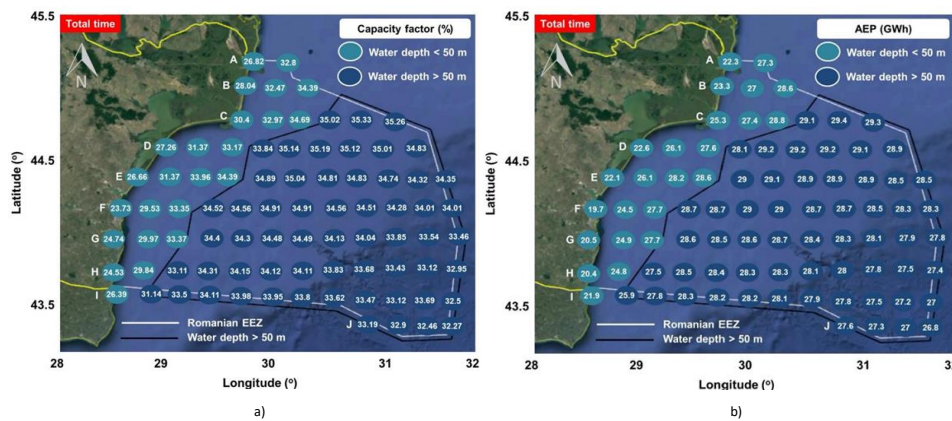 45.5
Total time
Capacity factor (%)
Water depth < 50 m
Water depth > 50 m
N
A 26.82 32.8
B 28.04 32.47 34.39
C 30.4 32.97 34.69 35.02 35.33 35.26
D 27.26 31.37 33.17 33.84 35.14 35.19 35.12 35.01 34.83
44.5
E 26.66 31.37 33.96 34.39 34.89 35.04 34.81 34.83 34.74 34.32 34.35
Latitude (º)
F 23.73 29.53 33.35 34.52 34.56 34.91 34.91 34.56 34.51 34.28 34.01 34.01
G 24.74 29.97 33.37 34.4 34.3 34.48 34.49 34.13 34.04 33.85 33.54 33.46
H 24.53 29.84 33.11 34.31 34.15 34.12 34.11 33.83 33.68 33.43 33.12 32.95
43.5
I 26.39 31.14 33.5 34.11 33.98 33.95 33.8 33.62 33.47 33.12 33.69 32.5
J 33.19 32.9 32.46 32.27
Romanian EEZ
Water depth > 50 m
28 29 30 31 32
Longitude (º)
a)
45.5
Total time
AEP (GWh)
Water depth < 50 m
Water depth > 50 m
N
A 22.3 27.3
B 23.3 27 28.6
C 25.3 27.4 28.8 29.1 29.4 29.3
D 22.6 26.1 27.6 28.1 29.2 29.2 29.2 29.1 28.9
44.5
E 22.1 26.1 28.2 28.6 29 29.1 28.9 28.9 28.9 28.5 28.5
Latitude (º)
F 19.7 24.5 27.7 28.7 28.7 29 29 28.7 28.7 28.5 28.3 28.3
G 20.5 24.9 27.7 28.6 28.5 28.6 28.7 28.4 28.3 28.1 27.9 27.8
H 20.4 24.8 27.5 28.5 28.4 28.3 28.3 28.1 28 27.8 27.5 27.4
43.5
I 21.9 25.9 27.8 28.3 28.2 28.2 28.1 27.9 27.8 27.5 27.2 27
J 27.6 27.3 27 26.8
Romanian EEZ
Water depth > 50 m
28 29 30 31
Longitude (º)
b)